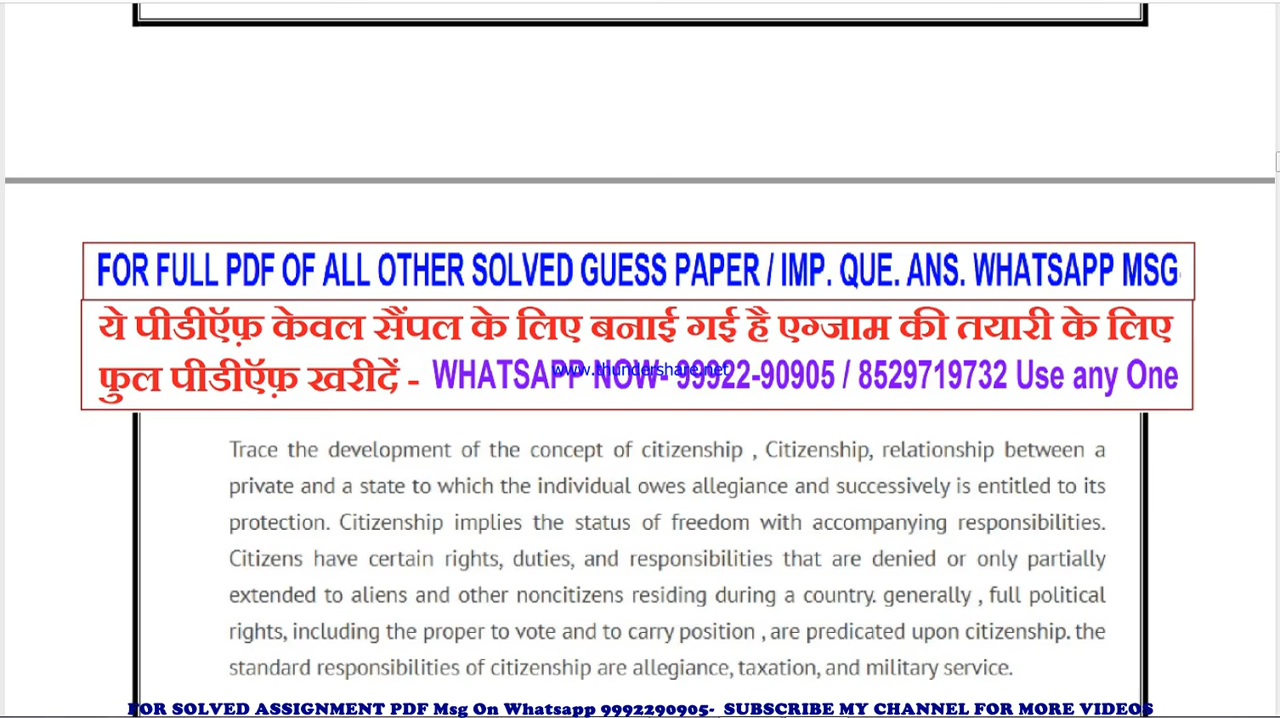 FOR FULL PDF OF ALL OTHER SOLVED GUESS PAPER / IMP. QUE. ANS. WHATSAPP MSG
ये पीडीऍफ़ केवल सैंपल के लिए बनाई गई है एग्जाम की तयारी के लिए
फुल पीडीऍफ़ खरीदें - WHATSAPP NOW- 99922-90905 / 8529719732 Use any One
www.thundershare.net
Trace the development of the concept of citizenship , Citizenship, relationship between a
private and a state to which the individual owes allegiance and successively is entitled to its
protection. Citizenship implies the status of freedom with accompanying responsibilities.
Citizens have certain rights, duties, and responsibilities that are denied or only partially
extended to aliens and other noncitizens residing during a country. generally , full political
rights, including the proper to vote and to carry position , are predicated upon citizenship. the
standard responsibilities of citizenship are allegiance, taxation, and military service.
FOR SOLVED ASSIGNMENT PDF Msg On Whatsapp 9992290905- SUBSCRIBE MY CHANNEL FOR MORE VIDEOS